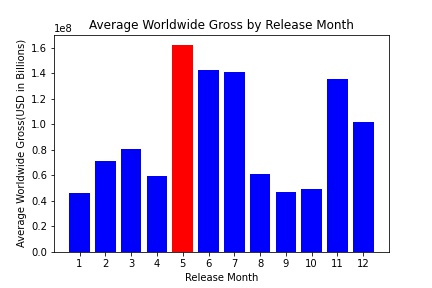 Average Worldwide Gross by Release Month
1e8
1.6
1.4
1.2
1.0
0.8
0.6
0.4
0.2
0.0
Average Worldwide Gross(USD in Billions)
1 2 3 4 5 6 7 8 9 10 11 12
Release Month